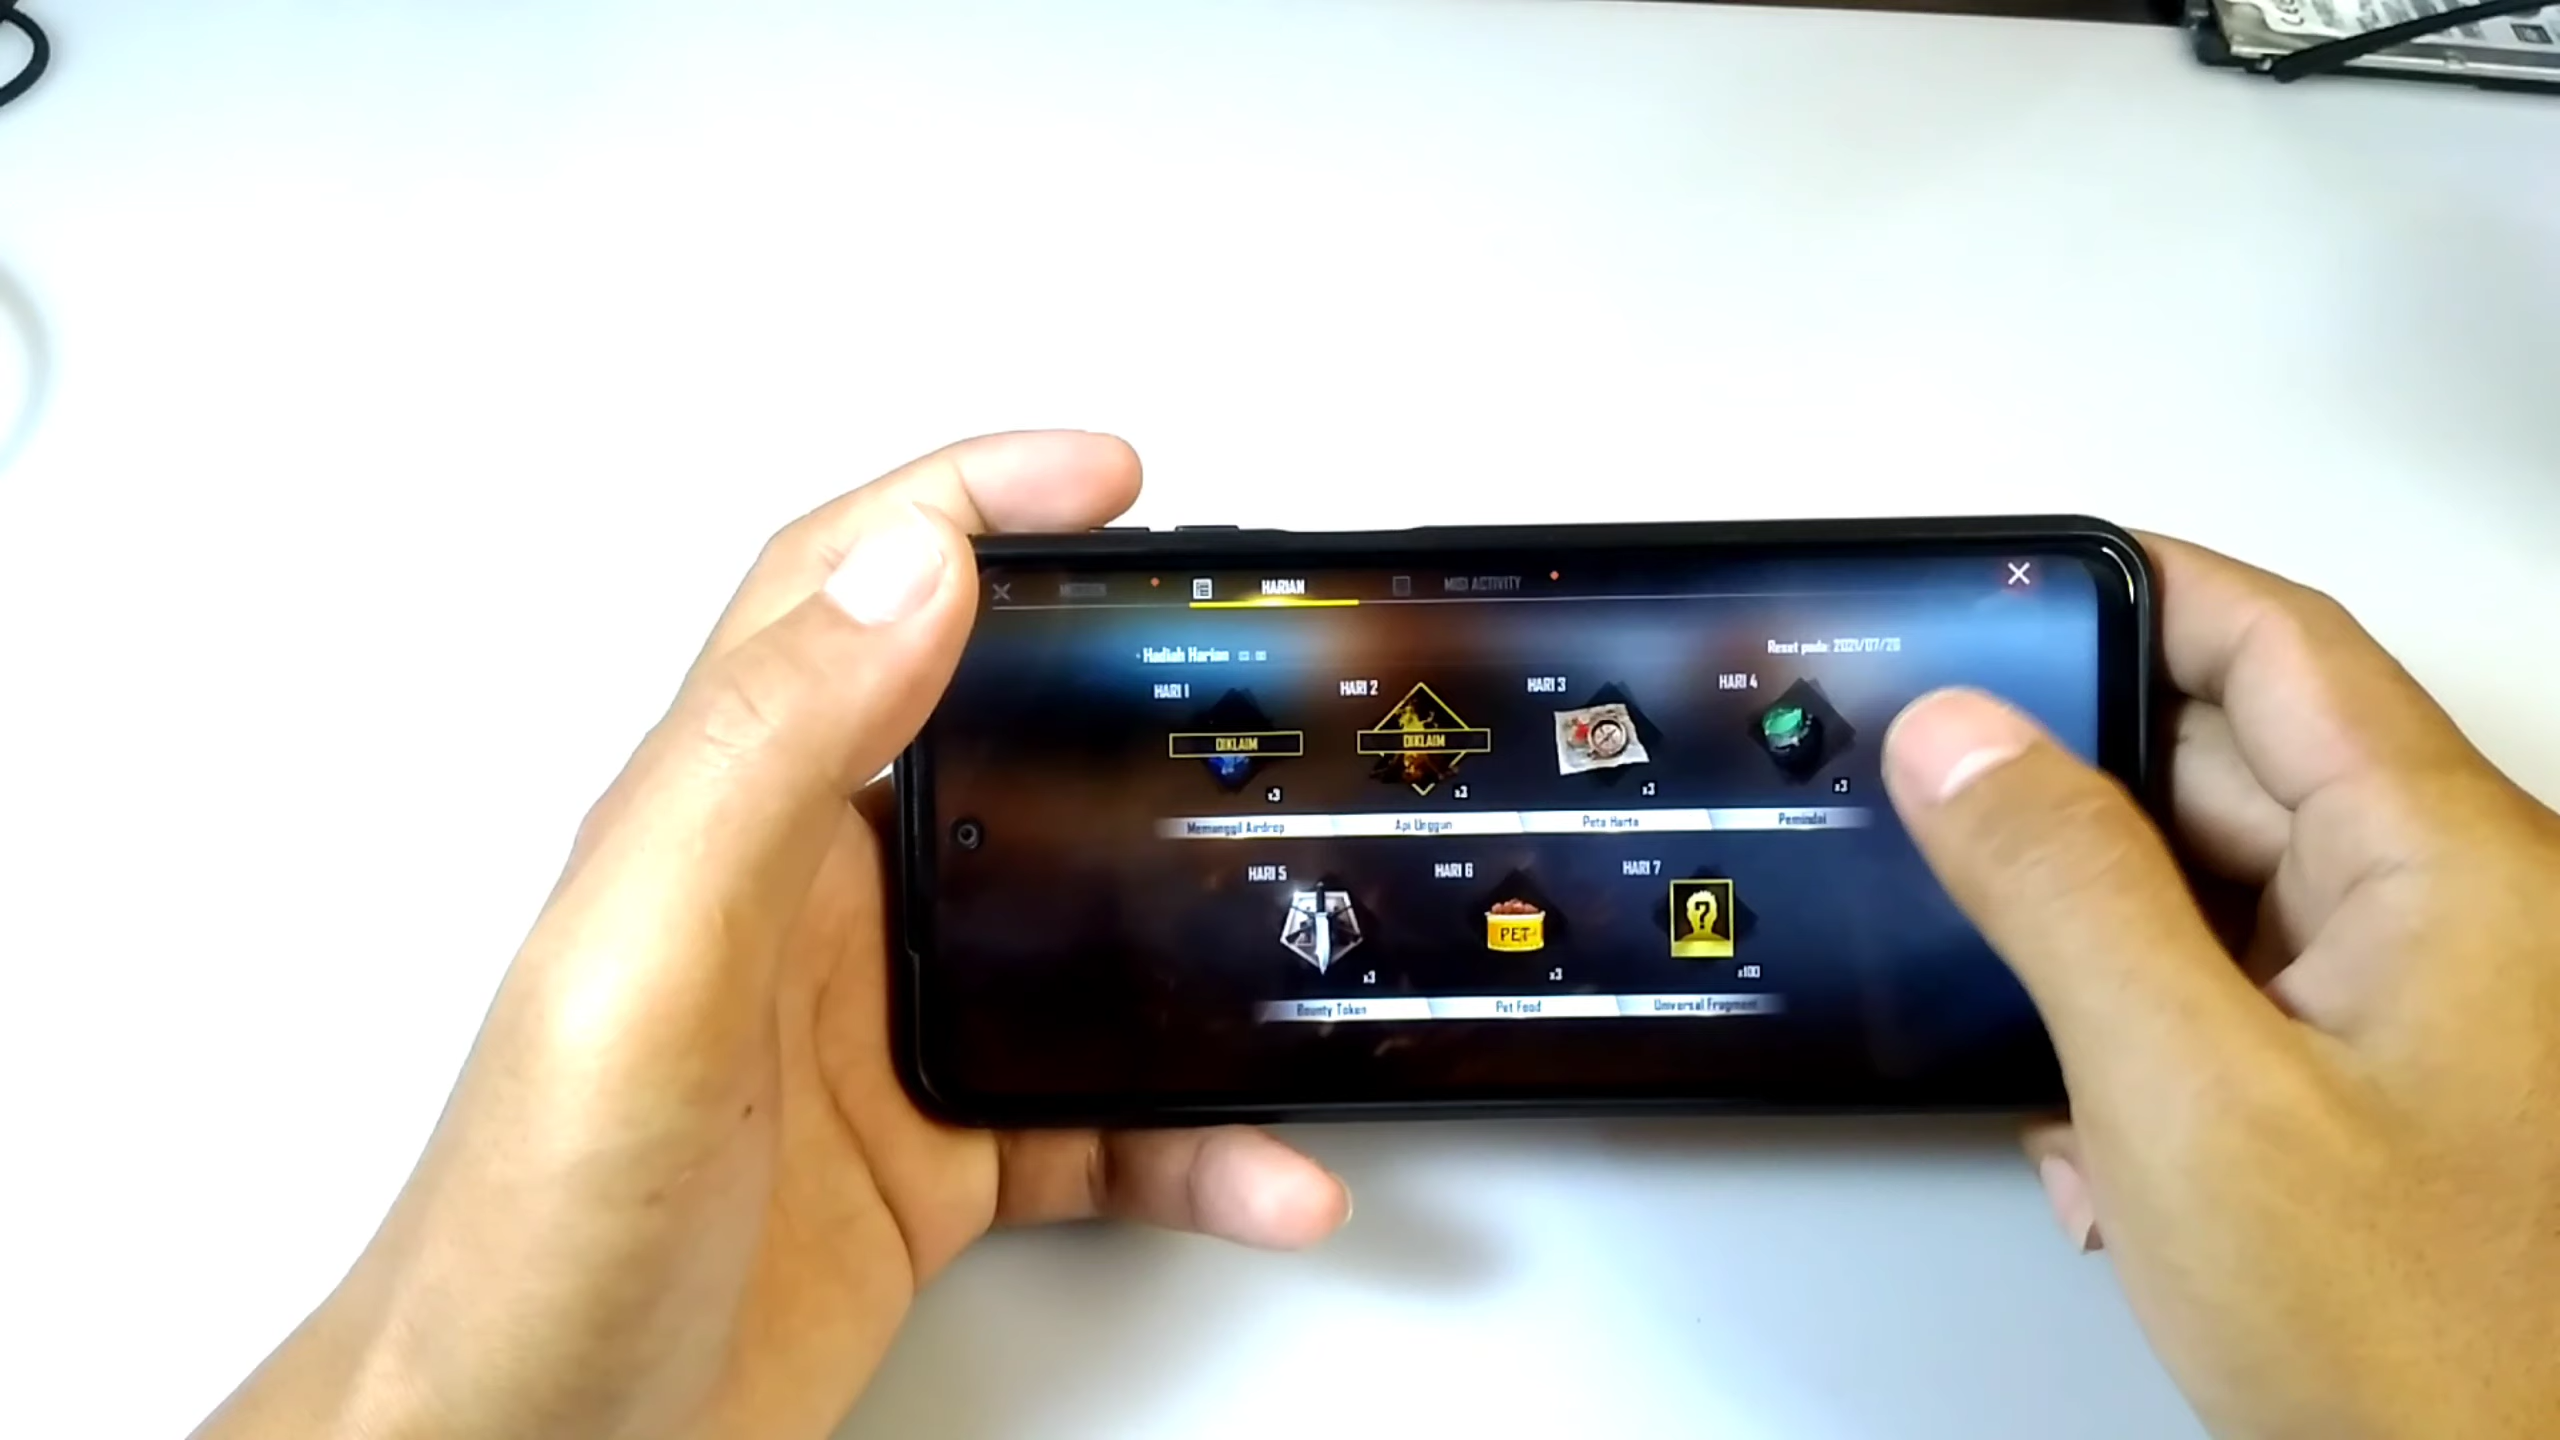 HARIAN
MISI ACTIVITY
Hadiah Harian
Reset pada: 2021/07/26
HARI 1
HARI 2
HARI 3
HARI 4
DIKLAIM
DIKLAIM
x3
x3
x3
x3
Memanggil Airdrop
Api Unggun
Peta Harta
Pemindai
HARI 5
HARI 6
HARI 7
PET
x3
x3
x100
Bounty Token
Pet Food
Universal Fragment